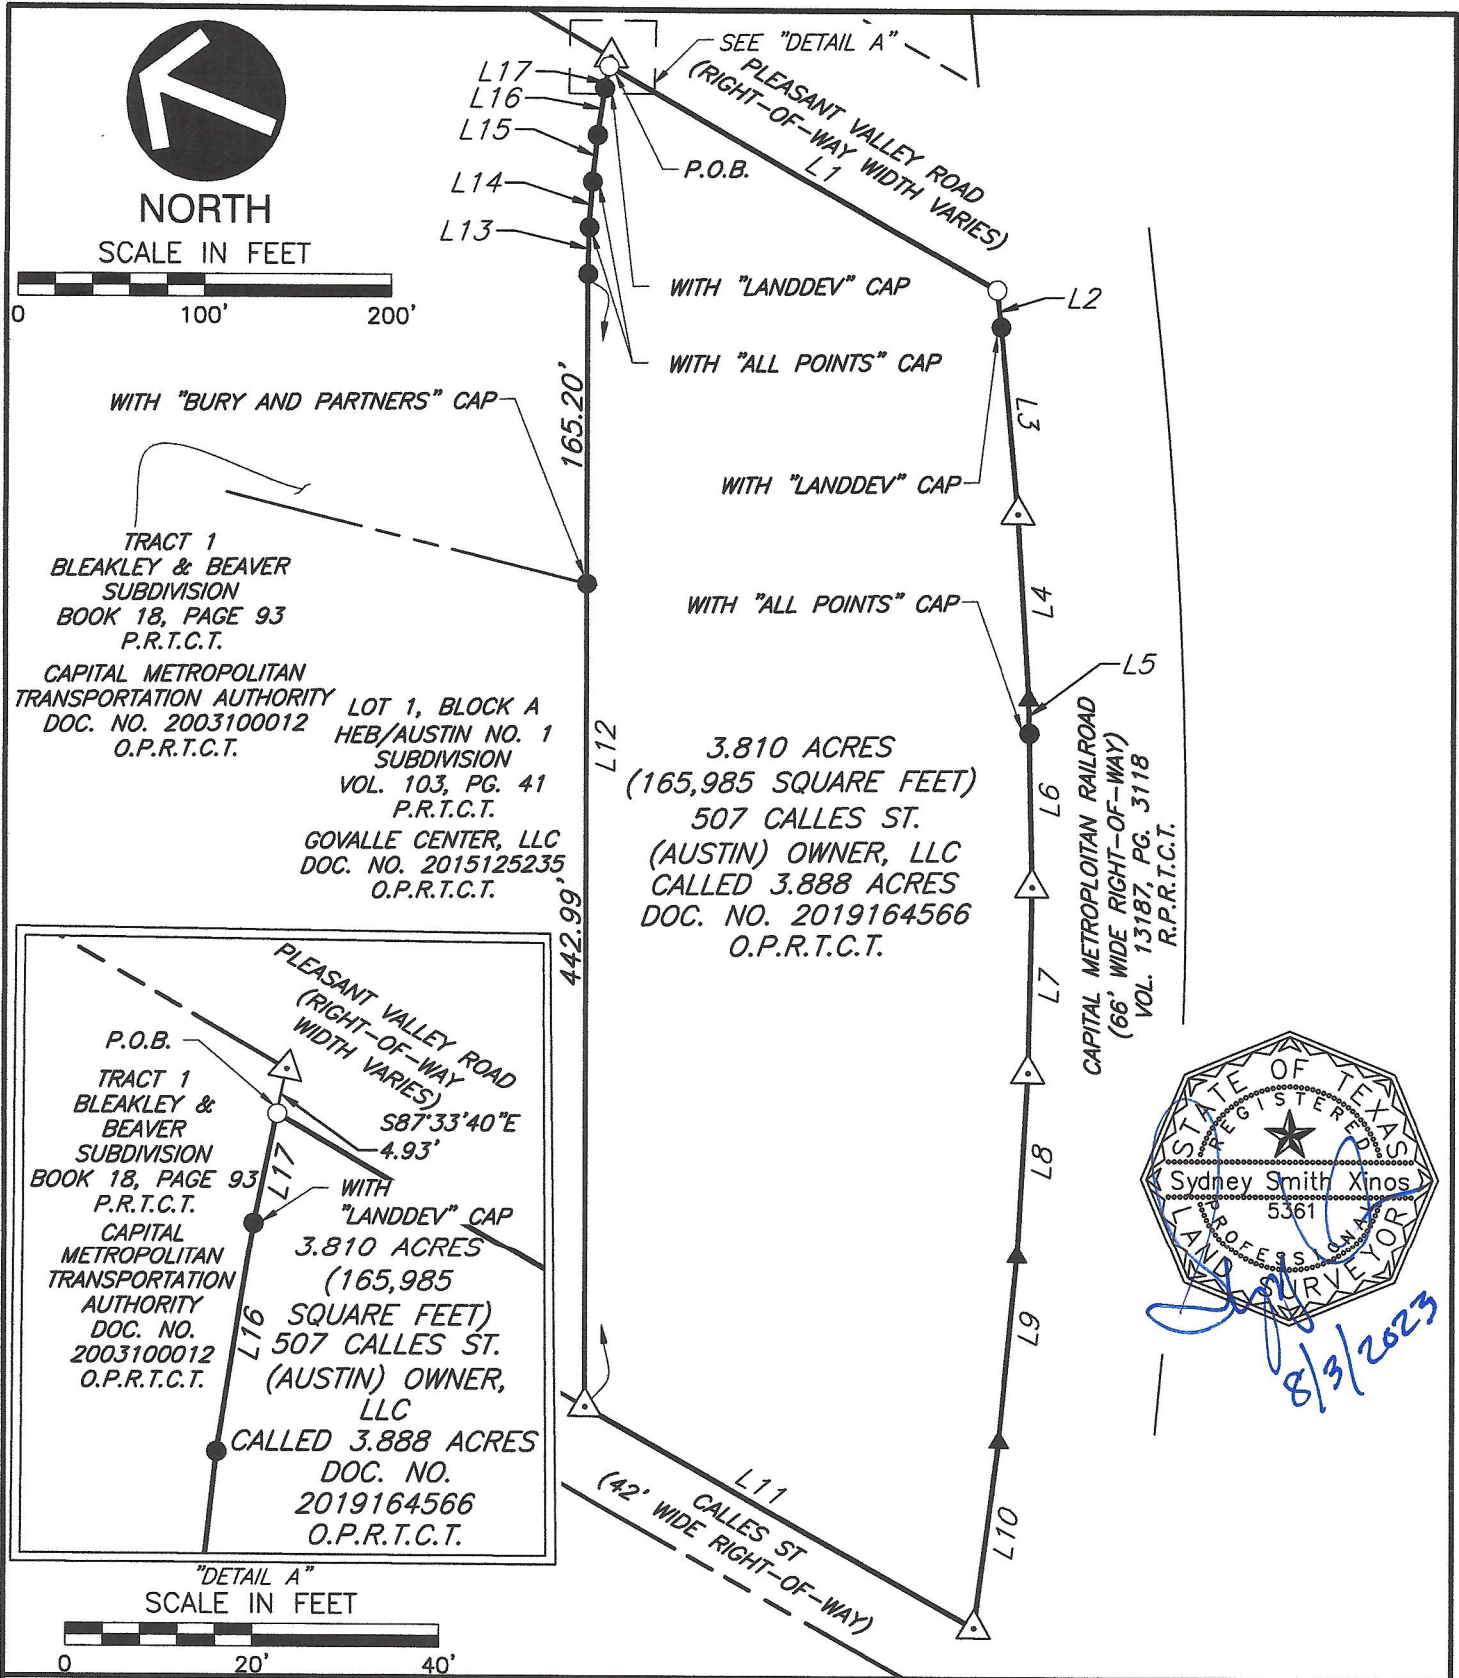 NORTH
SCALE IN FEET
0 100' 200'
SEE "DETAIL A"
PLEASANT VALLEY ROAD
(RIGHT-OF-WAY WIDTH VARIES)
L1
L17
L16
L15
L14
L13
P.O.B.
L2
WITH "LANDDEV" CAP
WITH "ALL POINTS" CAP
L3
165.20'
WITH "BURY AND PARTNERS" CAP
WITH "LANDDEV" CAP
TRACT 1
BLEAKLEY & BEAVER
SUBDIVISION
BOOK 18, PAGE 93
P.R.T.C.T.
CAPITAL METROPOLITAN
TRANSPORTATION AUTHORITY
DOC. NO. 2003100012
O.P.R.T.C.T.
WITH "ALL POINTS" CAP
L4
L5
LOT 1, BLOCK A
HEB/AUSTIN NO. 1
SUBDIVISION
VOL. 103, PG. 41
P.R.T.C.T.
GOVALLE CENTER, LLC
DOC. NO. 2015125235
O.P.R.T.C.T.
L12
442.99'
3.810 ACRES
(165,985 SQUARE FEET)
507 CALLES ST.
(AUSTIN) OWNER, LLC
CALLED 3.888 ACRES
DOC. NO. 2019164566
O.P.R.T.C.T.
L6
L7
CAPITAL METROPLOITAN RAILROAD
(66' WIDE RIGHT-OF-WAY)
VOL. 13187, PG. 3118
R.P.R.T.C.T.
L8
L9
L10
L11
CALLES ST
(42' WIDE RIGHT-OF-WAY)
STATE OF TEXAS
REGISTERED
Sydney Smith Xinos
5361
PROFESSIONAL
LAND SURVEYOR
8/3/2023
PLEASANT VALLEY ROAD
(RIGHT-OF-WAY
WIDTH VARIES)
P.O.B.
S87°33'40"E
4.93'
TRACT 1
BLEAKLEY &
BEAVER
SUBDIVISION
BOOK 18, PAGE 93
P.R.T.C.T.
CAPITAL
METROPOLITAN
TRANSPORTATION
AUTHORITY
DOC. NO.
2003100012
O.P.R.T.C.T.
L17
WITH
"LANDDEV" CAP
L16
3.810 ACRES
(165,985
SQUARE FEET)
507 CALLES ST.
(AUSTIN) OWNER,
LLC
CALLED 3.888 ACRES
DOC. NO.
2019164566
O.P.R.T.C.T.
"DETAIL A"
SCALE IN FEET
0 20' 40'